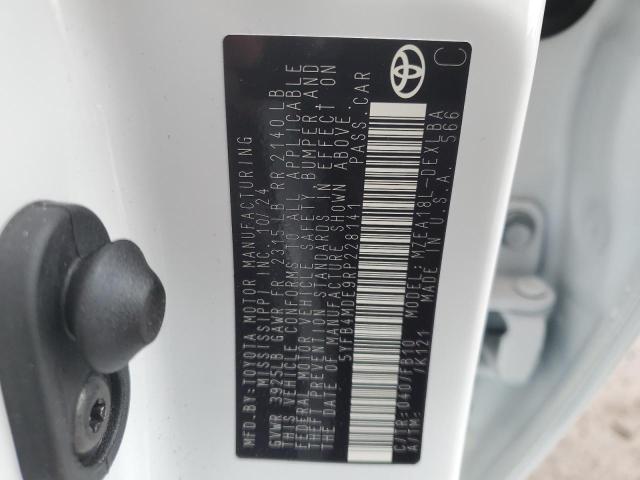 MFD.BY:TOYOTA MOTOR MANUFACTURING
MISSISSIPPI INC. 10/24
GVWR 3925LB GAWR FR 2315LB RR 2140LB
THIS VEHICLE CONFORMS TO ALL APPLICABLE
FEDERAL MOTOR VEHICLE SAFETY BUMPER AND
THEFT PREVENTION STANDARDS IN EFFECT ON
THE DATE OF MANUFACTURE SHOWN ABOVE.
5YFB4MDE9RP228141 PASS.CAR
C/TR:040/FB10 MODEL:MZEA18L-DEXLBA
A/TM: /K121 MADE IN U.S.A. 566
C